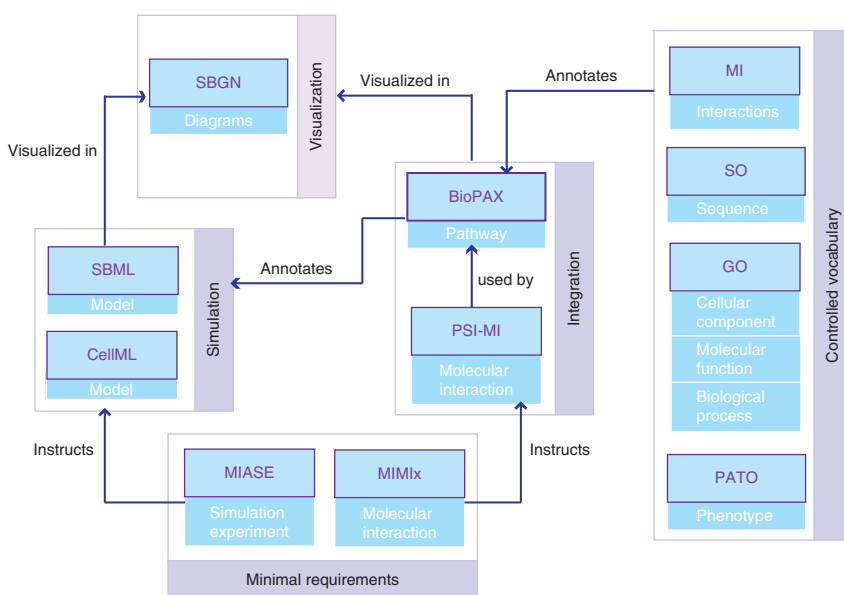 SBGN
Diagrams
Visualization
Visualized in
Annotates
MI
Interactions
SO
Sequence
GO
Cellular
component
Molecular
function
Biological
process
PATO
Phenotype
Controlled vocabulary
Visualized in
BioPAX
Pathway
used by
PSI-MI
Molecular
interaction
Integration
Annotates
SBML
Model
CellML
Model
Simulation
Instructs
Instructs
MIASE
Simulation
experiment
MIMIx
Molecular
interaction
Minimal requirements